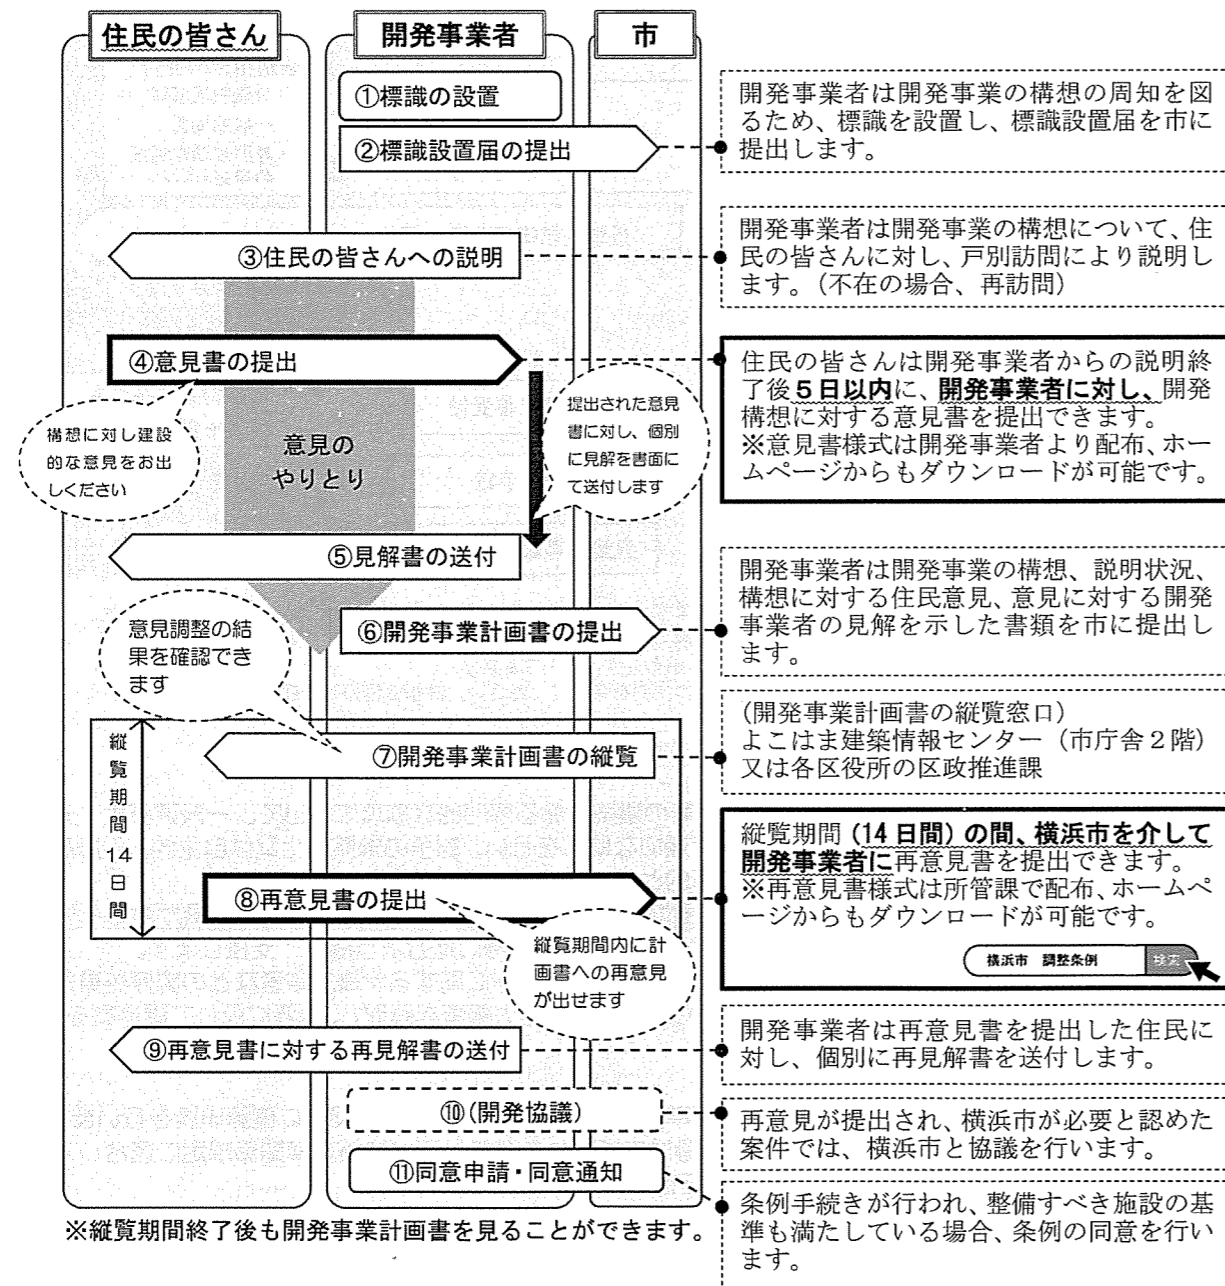 住民の皆さん
開発事業者
市
①標識の設置
②標識設置届の提出
開発事業者は開発事業の構想の周知を図
るため、標識を設置し、標識設置届を市に
提出します。
③住民の皆さんへの説明
開発事業者は開発事業の構想について、住
民の皆さんに対し、戸別訪問により説明し
ます。(不在の場合、再訪問)
④意見書の提出
住民の皆さんは開発事業者からの説明終
了後５日以内に、開発事業者に対し、開発
構想に対する意見書を提出できます。
※意見書様式は開発事業者より配布、ホー
ムページからもダウンロードが可能です。
構想に対し建設
的な意見をお出
しください
意見の
やりとり
提出された意見
書に対し、個別
に見解を書面に
て送付します
⑤見解書の送付
開発事業者は開発事業の構想、説明状況、
構想に対する住民意見、意見に対する開発
事業者の見解を示した書類を市に提出し
ます。
意見調整の結
果を確認でき
ます
⑥開発事業計画書の提出
縦覧期間14日間
⑦開発事業計画書の縦覧
(開発事業計画書の縦覧窓口)
よこはま建築情報センター（市庁舎２階）
又は各区役所の区政推進課
縦覧期間(14日間)の間、横浜市を介して
開発事業者に再意見書を提出できます。
※再意見書様式は所管課で配布、ホームペ
ージからもダウンロードが可能です。
横浜市 調整条例
検索
⑧再意見書の提出
縦覧期間内に計
画書への再意見
が出せます
⑨再意見書に対する再見解書の送付
開発事業者は再意見書を提出した住民に
対し、個別に再見解書を送付します。
⑩(開発協議)
再意見が提出され、横浜市が必要と認めた
案件では、横浜市と協議を行います。
⑪同意申請・同意通知
条例手続きが行われ、整備すべき施設の基
準も満たしている場合、条例の同意を行い
ます。
※縦覧期間終了後も開発事業計画書を見ることができます。